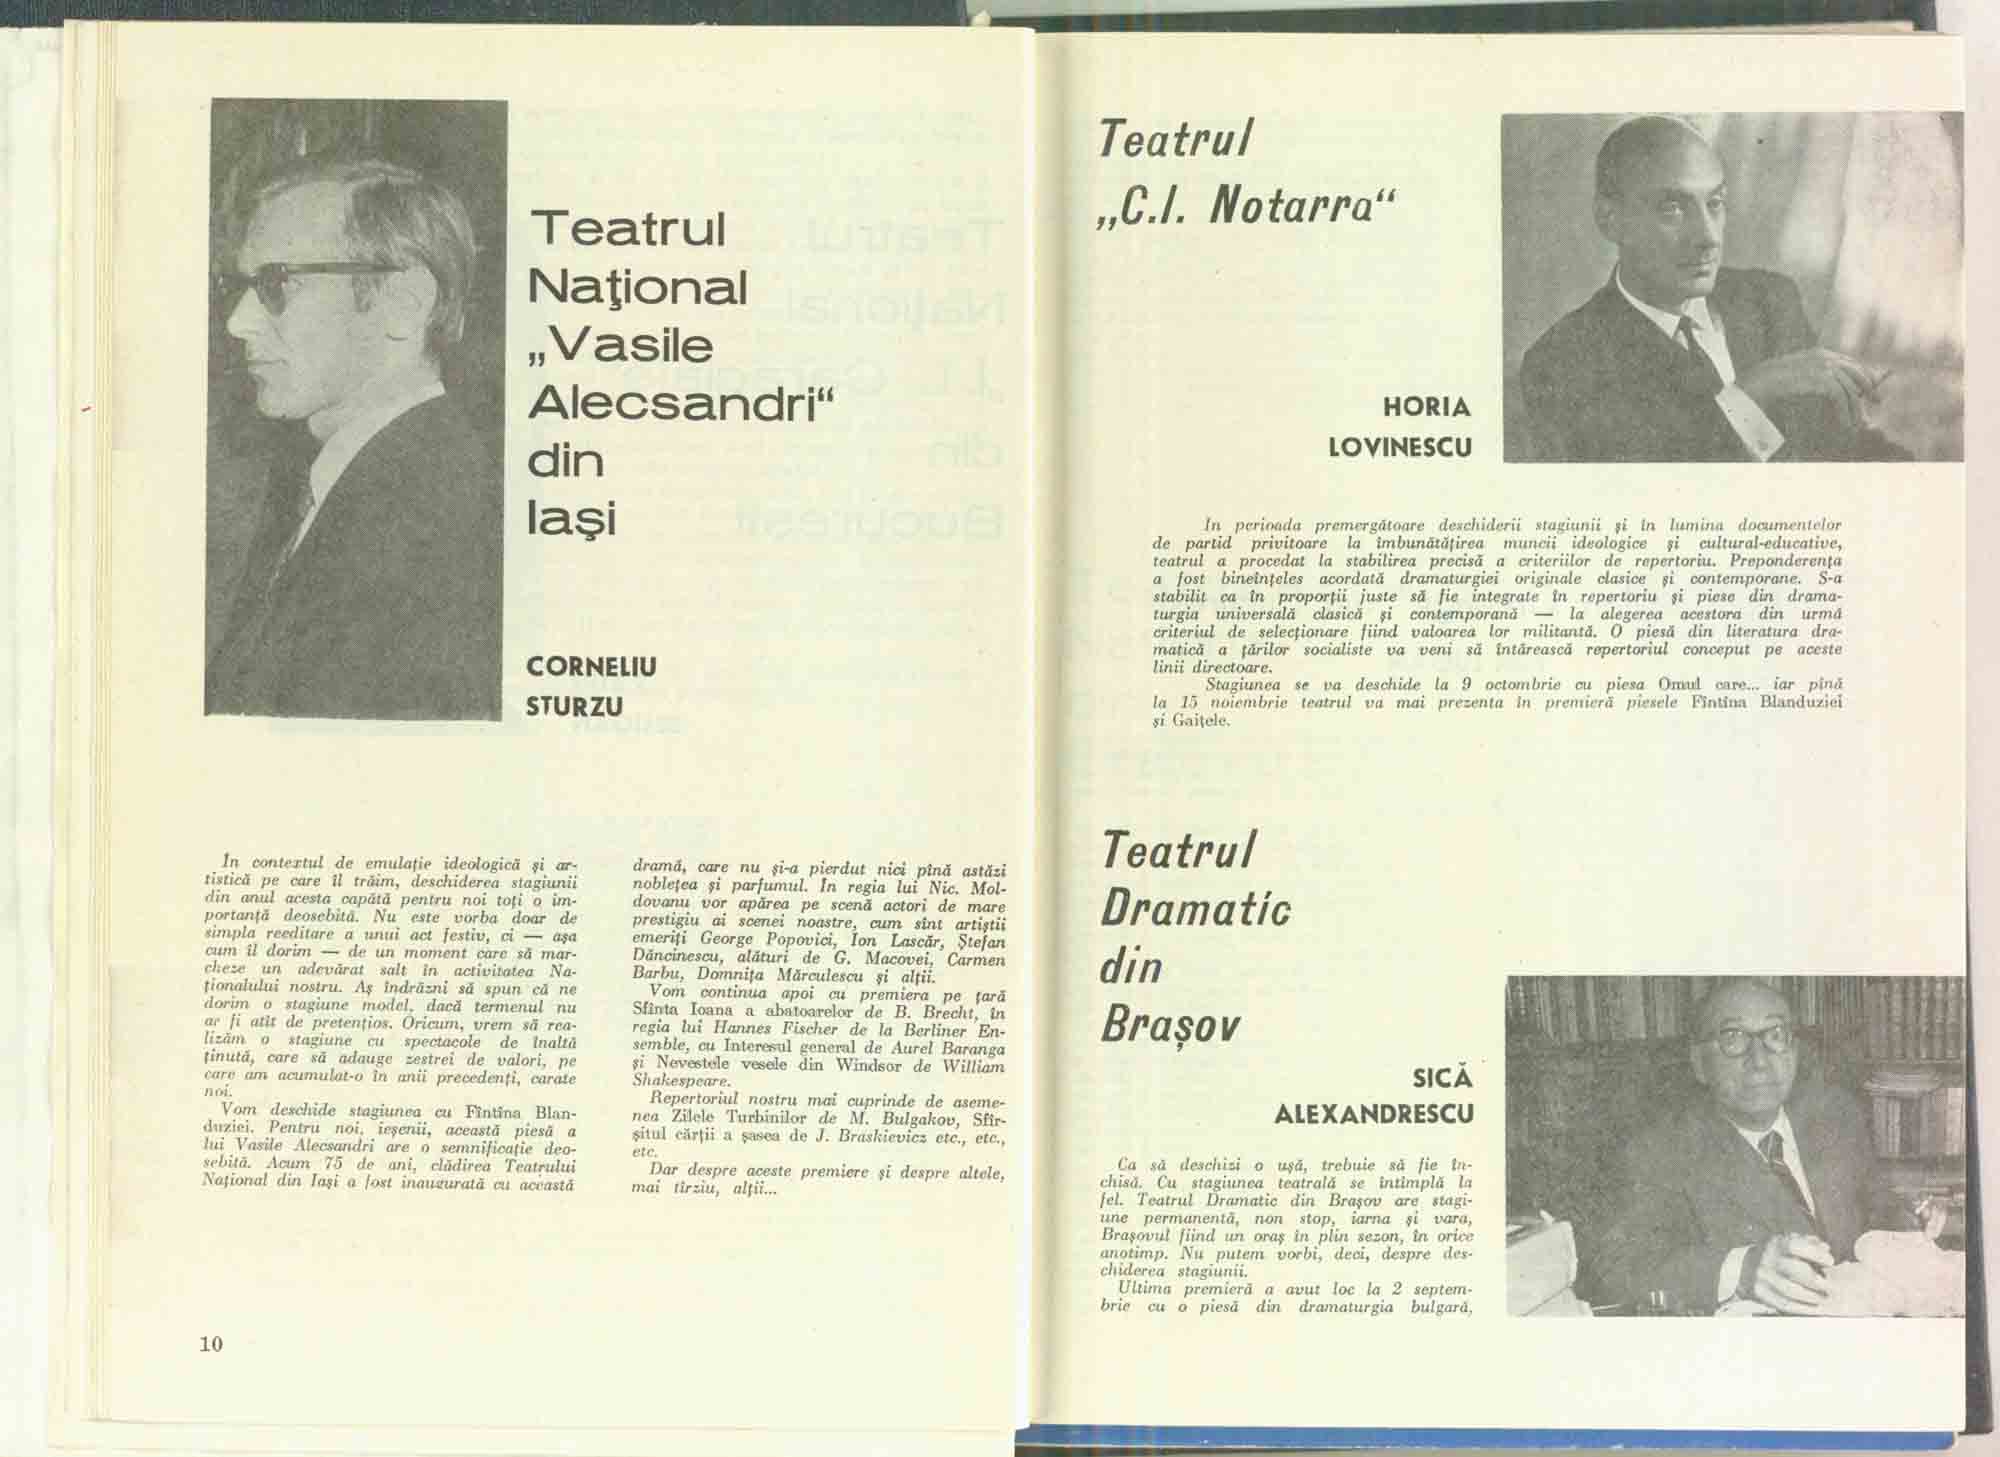 Teatrul
Naţional
„Vasile
Alecsandri“
din
Iaşi
CORNELIU
STURZU
In contextul de emulaţie ideologică şi ar-
tistică pe care îl trăim, deschiderea stagiunii
din anul acesta capătă pentru noi toţi o im-
portanţă deosebită. Nu este vorba doar de
simpla reeditare a unui act festiv, ci — aşa
cum îl dorim — de un moment care să mar-
cheze un adevărat salt în activitatea Na-
ţionalului nostru. Aş îndrăzni să spun că ne
dorim o stagiune model, dacă termenul nu
ar fi atît de pretenţios. Oricum, vrem să rea-
lizăm o stagiune cu spectacole de înaltă
ţinută, care să adauge zestrei de valori, pe
care am acumulat-o în anii precedenţi, carate
noi.
Vom deschide stagiunea cu Fîntîna Blan-
duziei. Pentru noi, ieşenii, această piesă a
lui Vasile Alecsandri are o semnificaţie deo-
sebită. Acum 75 de ani, clădirea Teatrului
Naţional din Iaşi a fost inaugurată cu această
dramă, care nu şi-a pierdut nici pînă astăzi
nobleţea şi parfumul. In regia lui Nic. Mol-
dovanu vor apărea pe scenă actori de mare
prestigiu ai scenei noastre, cum sînt artiştii
emeriţi George Popovici, Ion Lascăr, Ştefan
Dăncinescu, alături de G. Macovei, Carmen
Barbu, Domniţa Mărculescu şi alţii.
Vom continua apoi cu premiera pe ţară
Sfînta Ioana a abatoarelor de B. Brecht, în
regia lui Hannes Fischer de la Berliner En-
semble, cu Interesul general de Aurel Baranga
şi Nevestele vesele din Windsor de William
Shakespeare.
Repertoriul nostru mai cuprinde de aseme-
nea Zilele Turbinilor de M. Bulgakov, Sfîr-
şitul cărţii a şasea de J. Braskievicz etc., etc.,
etc.
Dar despre aceste premiere şi despre altele,
mai tîrziu, alţii...
10
Teatrul
„C.I. Notarra“
HORIA
LOVINESCU
In perioada premergătoare deschiderii stagiunii şi în lumina documentelor
de partid privitoare la îmbunătăţirea muncii ideologice şi cultural-educative,
teatrul a procedat la stabilirea precisă a criteriilor de repertoriu. Preponderenţa
a fost bineînţeles acordată dramaturgiei originale clasice şi contemporane. S-a
stabilit ca în proporţii juste să fie integrate în repertoriu şi piese din drama-
turgia universală clasică şi contemporană — la alegerea acestora din urmă
criteriul de selecţionare fiind valoarea lor militantă. O piesă din literatura dra-
matică a ţărilor socialiste va veni să întărească repertoriul conceput pe aceste
linii directoare.
Stagiunea se va deschide la 9 octombrie cu piesa Omul care... iar pînă
la 15 noiembrie teatrul va mai prezenta în premieră piesele Fîntîna Blanduziei
şi Gaiţele.
Teatrul
Dramatic
din
Braşov
SICĂ
ALEXANDRESCU
Ca să deschizi o uşă, trebuie să fie în-
chisă. Cu stagiunea teatrală se întîmplă la
fel. Teatrul Dramatic din Braşov are stagi-
une permanentă, non stop, iarna şi vara,
Braşovul fiind un oraş în plin sezon, în orice
anotimp. Nu putem vorbi, deci, despre des-
chiderea stagiunii.
Ultima premieră a avut loc la 2 septem-
brie cu o piesă din dramaturgia bulgară,